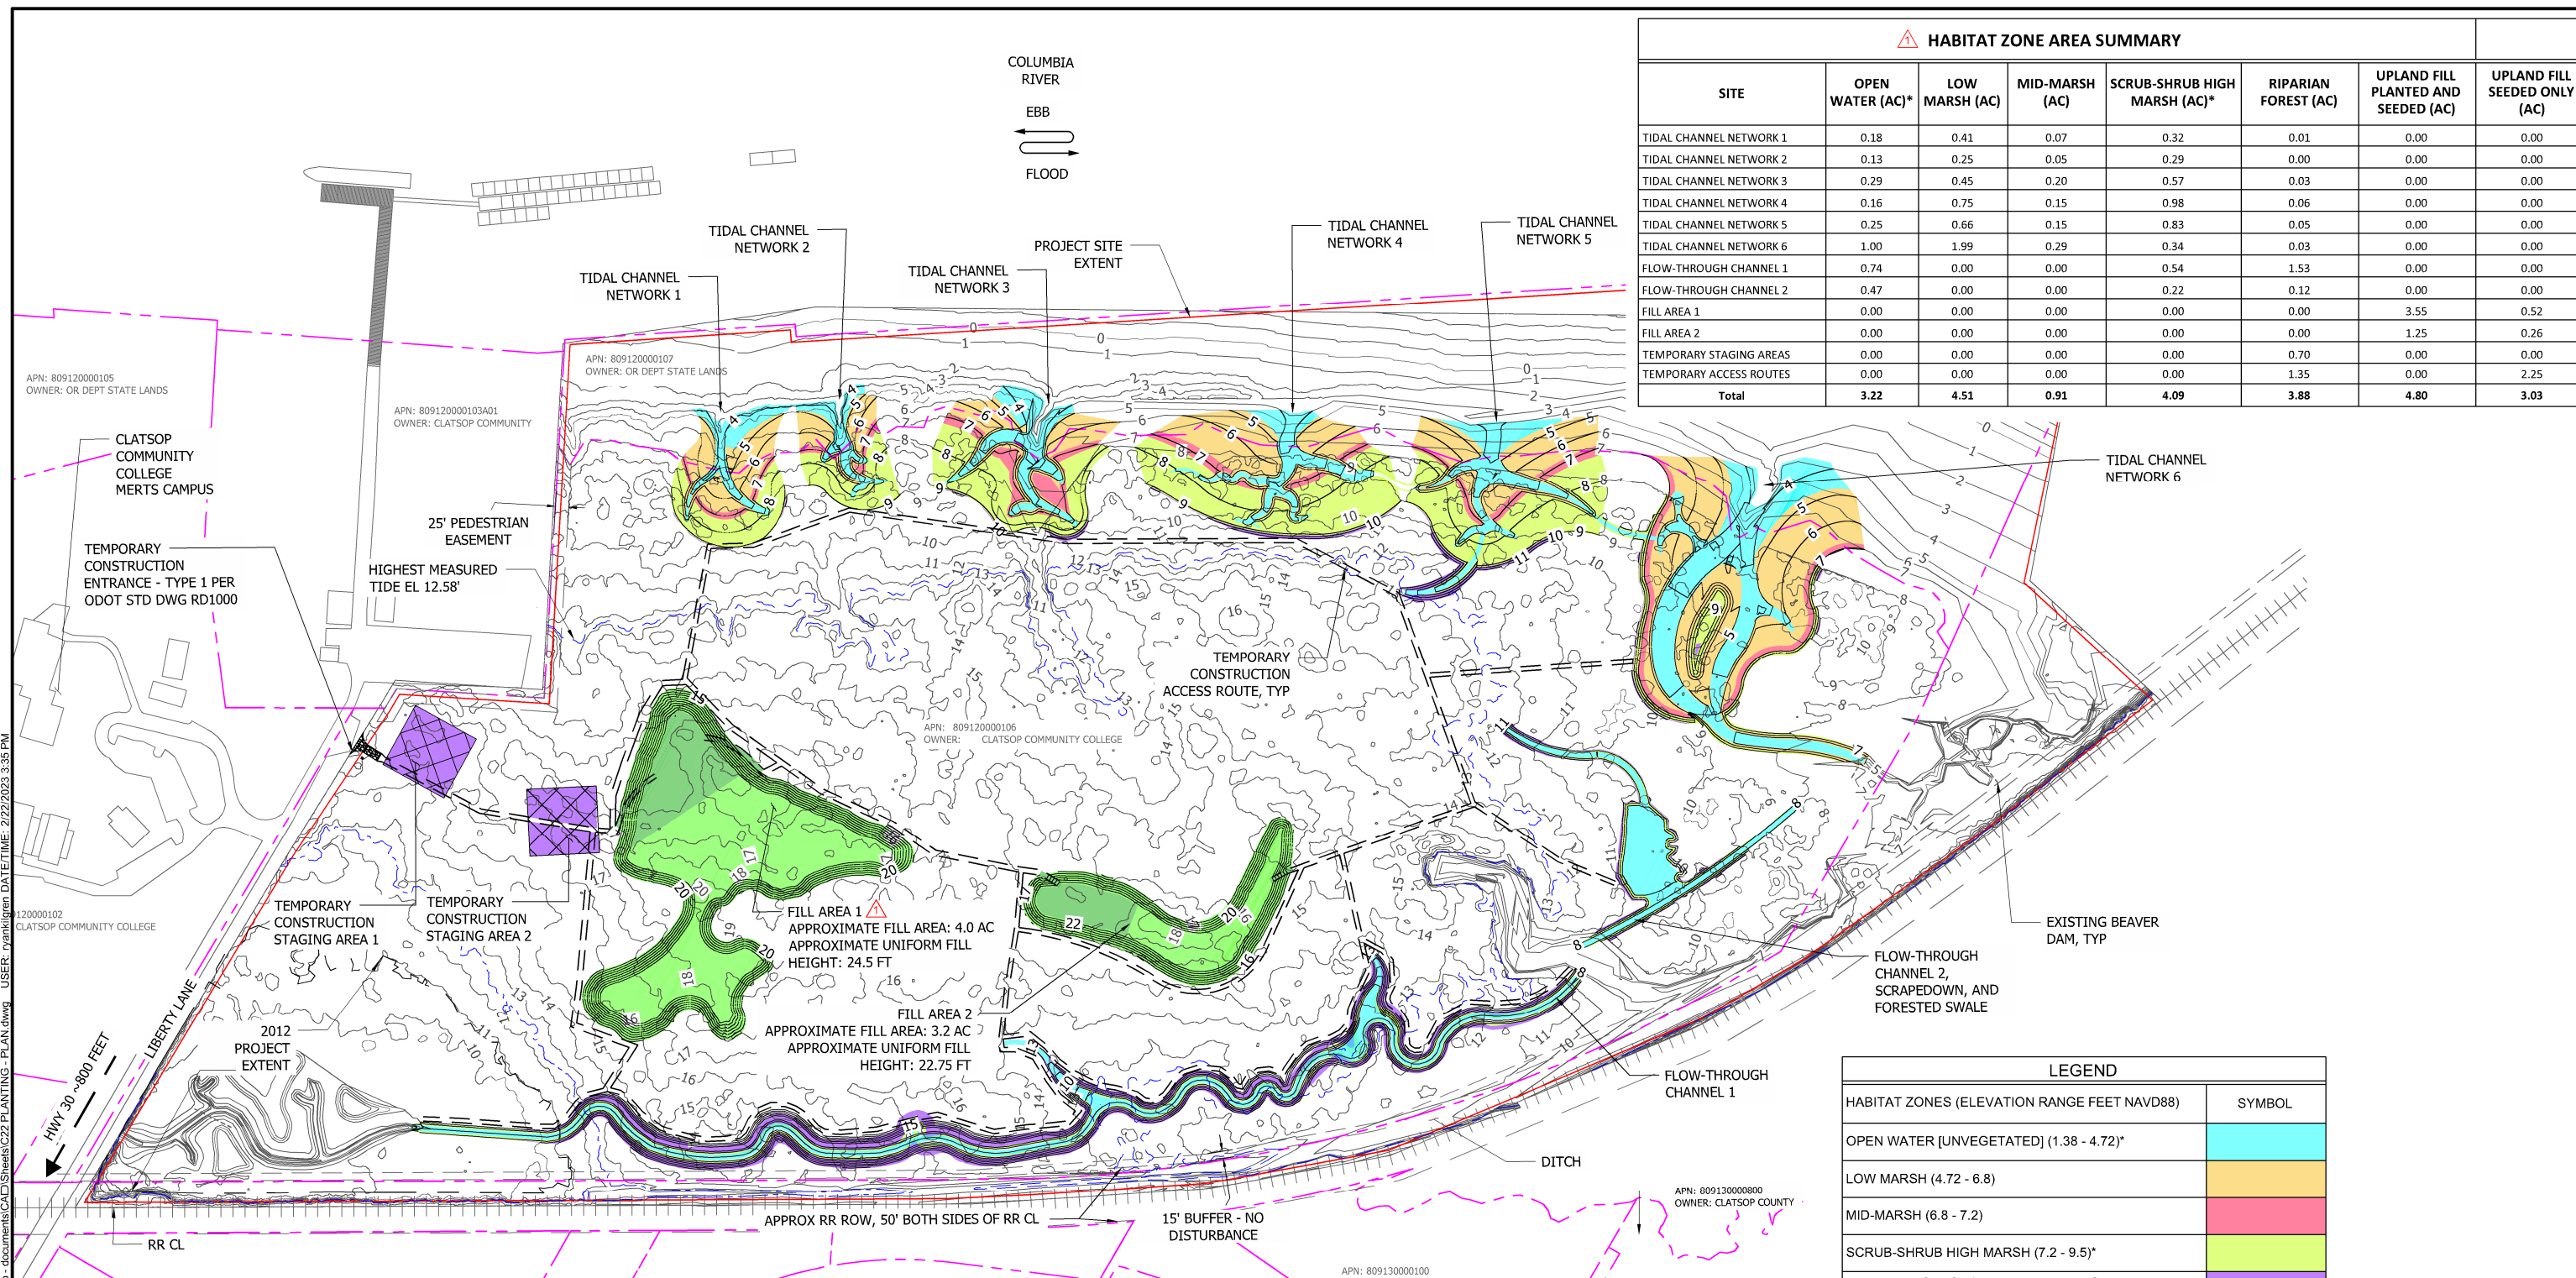 HABITAT ZONE AREA SUMMARY
SITE OPEN WATER (AC)* LOW MARSH (AC) MID-MARSH (AC) SCRUB-SHRUB HIGH MARSH (AC)* RIPARIAN FOREST (AC) UPLAND FILL PLANTED AND SEEDED (AC) UPLAND FILL SEEDED ONLY (AC)
TIDAL CHANNEL NETWORK 1 0.18 0.41 0.07 0.32 0.01 0.00 0.00
TIDAL CHANNEL NETWORK 2 0.13 0.25 0.05 0.29 0.00 0.00 0.00
TIDAL CHANNEL NETWORK 3 0.29 0.45 0.20 0.57 0.03 0.00 0.00
TIDAL CHANNEL NETWORK 4 0.16 0.75 0.15 0.98 0.06 0.00 0.00
TIDAL CHANNEL NETWORK 5 0.25 0.66 0.15 0.83 0.05 0.00 0.00
TIDAL CHANNEL NETWORK 6 1.00 1.99 0.29 0.34 0.03 0.00 0.00
FLOW-THROUGH CHANNEL 1 0.74 0.00 0.00 0.54 1.53 0.00 0.00
FLOW-THROUGH CHANNEL 2 0.47 0.00 0.00 0.22 0.12 0.00 0.00
FILL AREA 1 0.00 0.00 0.00 0.00 0.00 3.55 0.52
FILL AREA 2 0.00 0.00 0.00 0.00 0.00 1.25 0.26
TEMPORARY STAGING AREAS 0.00 0.00 0.00 0.00 0.70 0.00 0.00
TEMPORARY ACCESS ROUTES 0.00 0.00 0.00 0.00 1.35 0.00 2.25
Total 3.22 4.51 0.91 4.09 3.88 4.80 3.03
COLUMBIA
RIVER
EBB
FLOOD
TIDAL CHANNEL
NETWORK 1
TIDAL CHANNEL
NETWORK 2
TIDAL CHANNEL
NETWORK 3
PROJECT SITE
EXTENT
TIDAL CHANNEL
NETWORK 4
TIDAL CHANNEL
NETWORK 5
TIDAL CHANNEL
NETWORK 6
APN: 809120000105
OWNER: OR DEPT STATE LANDS
APN: 809120000107
OWNER: OR DEPT STATE LANDS
APN: 809120000103A01
OWNER: CLATSOP COMMUNITY
CLATSOP
COMMUNITY
COLLEGE
MERTS CAMPUS
25' PEDESTRIAN
EASEMENT
TEMPORARY
CONSTRUCTION
ENTRANCE - TYPE 1 PER
ODOT STD DWG RD1000
HIGHEST MEASURED
TIDE EL 12.58'
TEMPORARY
CONSTRUCTION
ACCESS ROUTE, TYP
APN: 809120000106
OWNER: CLATSOP COMMUNITY COLLEGE
120000102
CLATSOP COMMUNITY COLLEGE
TEMPORARY
CONSTRUCTION
STAGING AREA 1
TEMPORARY
CONSTRUCTION
STAGING AREA 2
FILL AREA 1
APPROXIMATE FILL AREA: 4.0 AC
APPROXIMATE UNIFORM FILL
HEIGHT: 24.5 FT
FILL AREA 2
APPROXIMATE FILL AREA: 3.2 AC
APPROXIMATE UNIFORM FILL
HEIGHT: 22.75 FT
EXISTING BEAVER
DAM, TYP
FLOW-THROUGH
CHANNEL 2,
SCRAPEDOWN, AND
FORESTED SWALE
FLOW-THROUGH
CHANNEL 1
2012
PROJECT
EXTENT
LIBERTY LANE
HWY 30 ~800 FEET
DITCH
RR CL
APPROX RR ROW, 50' BOTH SIDES OF RR CL
15' BUFFER - NO
DISTURBANCE
APN: 809130000800
OWNER: CLATSOP COUNTY
APN: 809130000100
LEGEND
HABITAT ZONES (ELEVATION RANGE FEET NAVD88) SYMBOL
OPEN WATER [UNVEGETATED] (1.38 - 4.72)*
LOW MARSH (4.72 - 6.8)
MID-MARSH (6.8 - 7.2)
SCRUB-SHRUB HIGH MARSH (7.2 - 9.5)*
documents\CAD\Sheets\C22 PLANTING - PLAN.dwg USER: ryankilgren DATE/TIME: 2/22/2023 3:35 PM